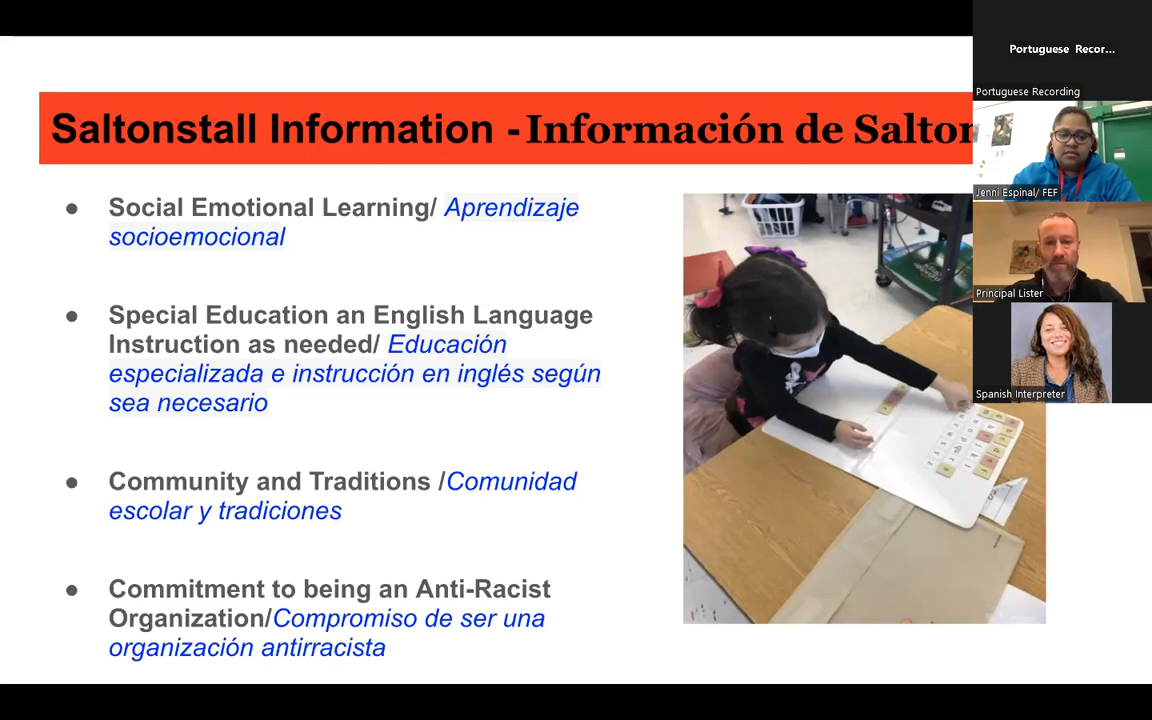 Saltonstall Information - Información de Salton
● Social Emotional Learning/ Aprendizaje
socioemocional
● Special Education an English Language
Instruction as needed/ Educación
especializada e instrucción en inglés según
sea necesario
● Community and Traditions /Comunidad
escolar y tradiciones
● Commitment to being an Anti-Racist
Organization/Compromiso de ser una
organización antirracista
Portuguese Recor...
Portuguese Recording
Jenni Espinal/ FEF
Principal Lister
Spanish Interpreter